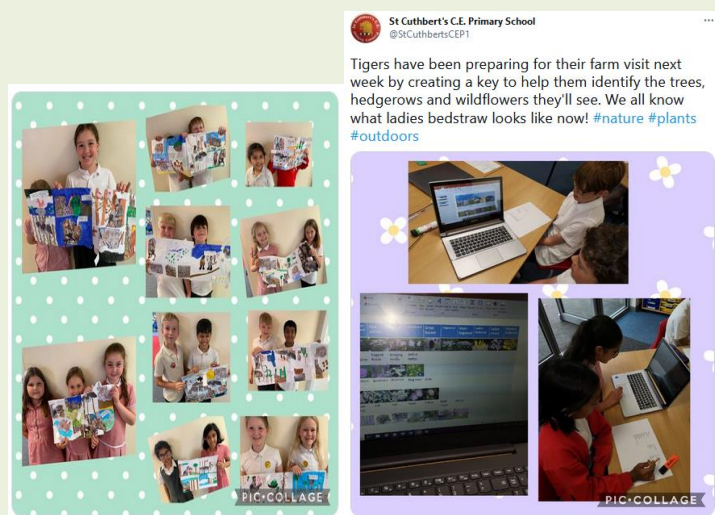 St Cuthbert's C.E. Primary School
@StCuthbertsCEP1
Tigers have been preparing for their farm visit next
week by creating a key to help them identify the trees,
hedgerows and wildflowers they'll see. We all know
what ladies bedstraw looks like now! #nature #plants
#outdoors
PIC•COLLAGE
PIC•COLLAGE